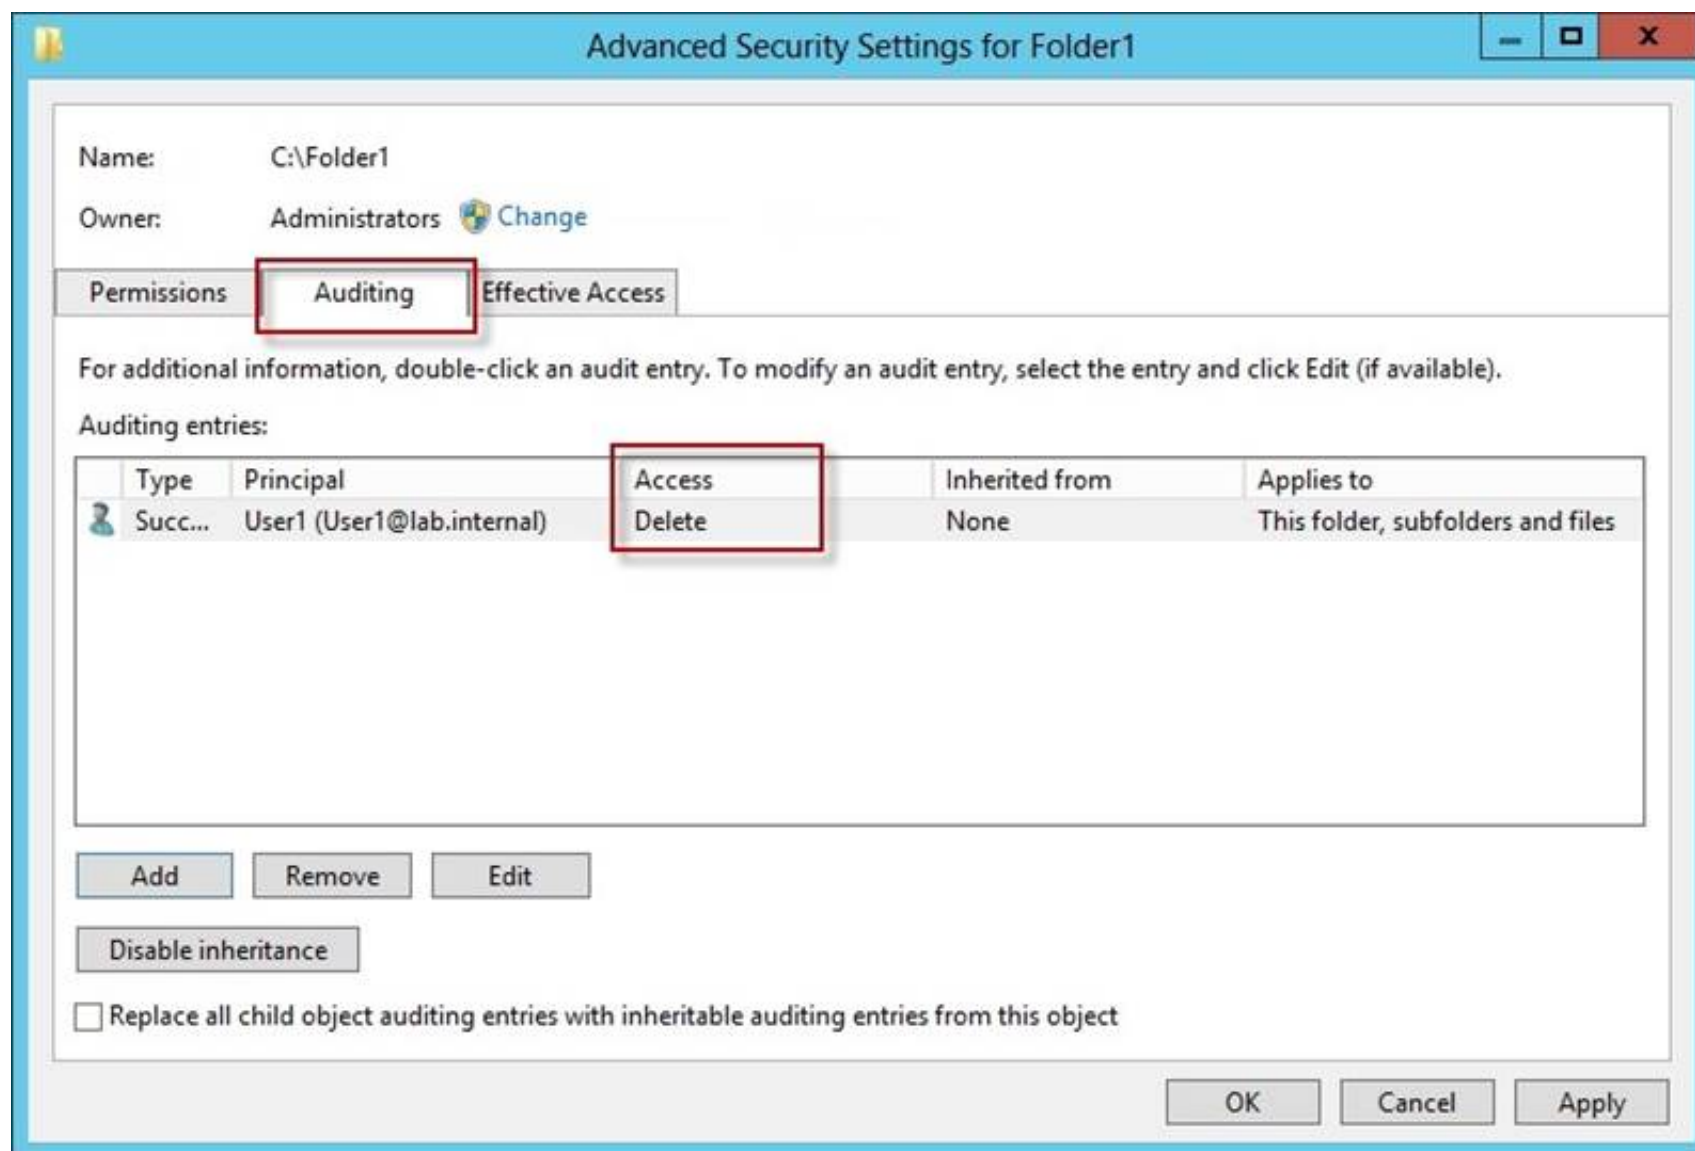 Advanced Security Settings for Folder1
Name: C:\Folder1
Owner: Administrators Change
Permissions Auditing Effective Access
For additional information, double-click an audit entry. To modify an audit entry, select the entry and click Edit (if available).
Auditing entries:
Type Principal Access Inherited from Applies to
Succ... User1 (User1@lab.internal) Delete None This folder, subfolders and files
Add Remove Edit
Disable inheritance
Replace all child object auditing entries with inheritable auditing entries from this object
OK Cancel Apply